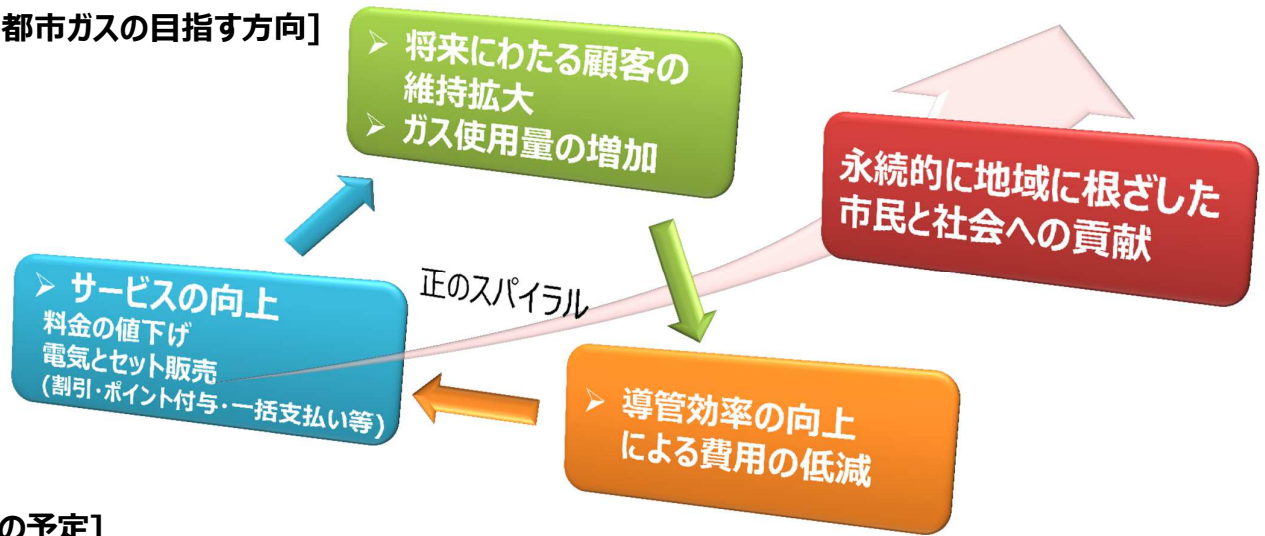 都市ガスの目指す方向]
➢ 将来にわたる顧客の
維持拡大
➢ ガス使用量の増加
永続的に地域に根ざした
市民と社会への貢献
正のスパイラル
➢ サービスの向上
料金の値下げ
電気とセット販売
(割引・ポイント付与・一括支払い等)
➢ 導管効率の向上
による費用の低減
の予定]